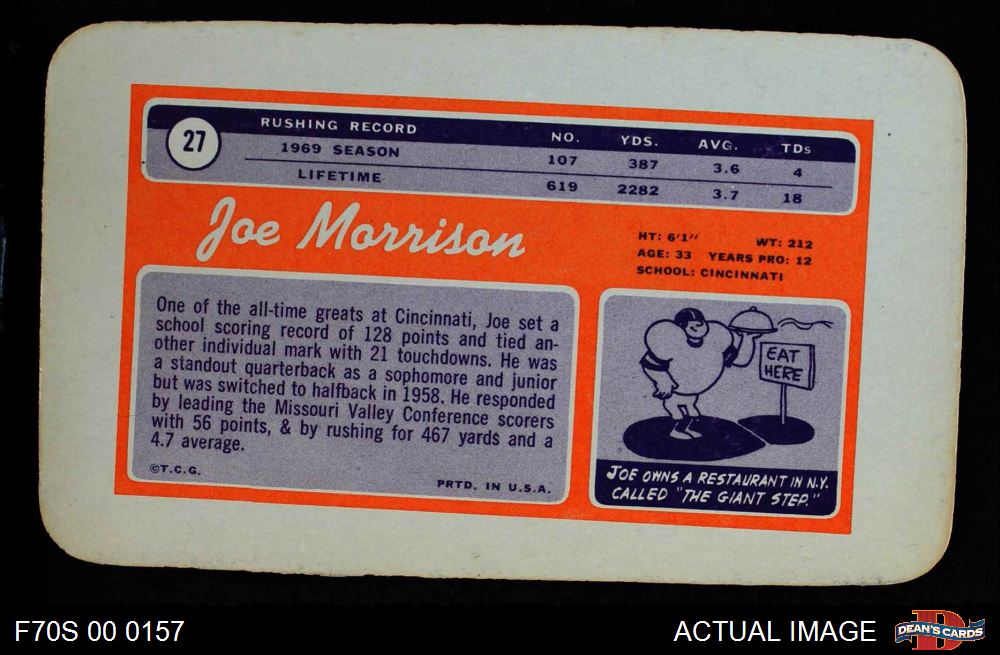 27
RUSHING RECORD NO. YDS. AVG. TDs
1969 SEASON 107 387 3.6 4
LIFETIME 619 2282 3.7 18
Joe Morrison
HT: 6'1" WT: 212
AGE: 33 YEARS PRO: 12
SCHOOL: CINCINNATI
One of the all-time greats at Cincinnati, Joe set a
school scoring record of 128 points and tied an-
other individual mark with 21 touchdowns. He was
a standout quarterback as a sophomore and junior
but was switched to halfback in 1958. He responded
by leading the Missouri Valley Conference scorers
with 56 points, & by rushing for 467 yards and a
4.7 average.
©T.C.G.
PRTD. IN U.S.A.
EAT
HERE
JOE OWNS A RESTAURANT IN N.Y.
CALLED "THE GIANT STEP."
F70S 00 0157
ACTUAL IMAGE
D
DEAN'S CARDS